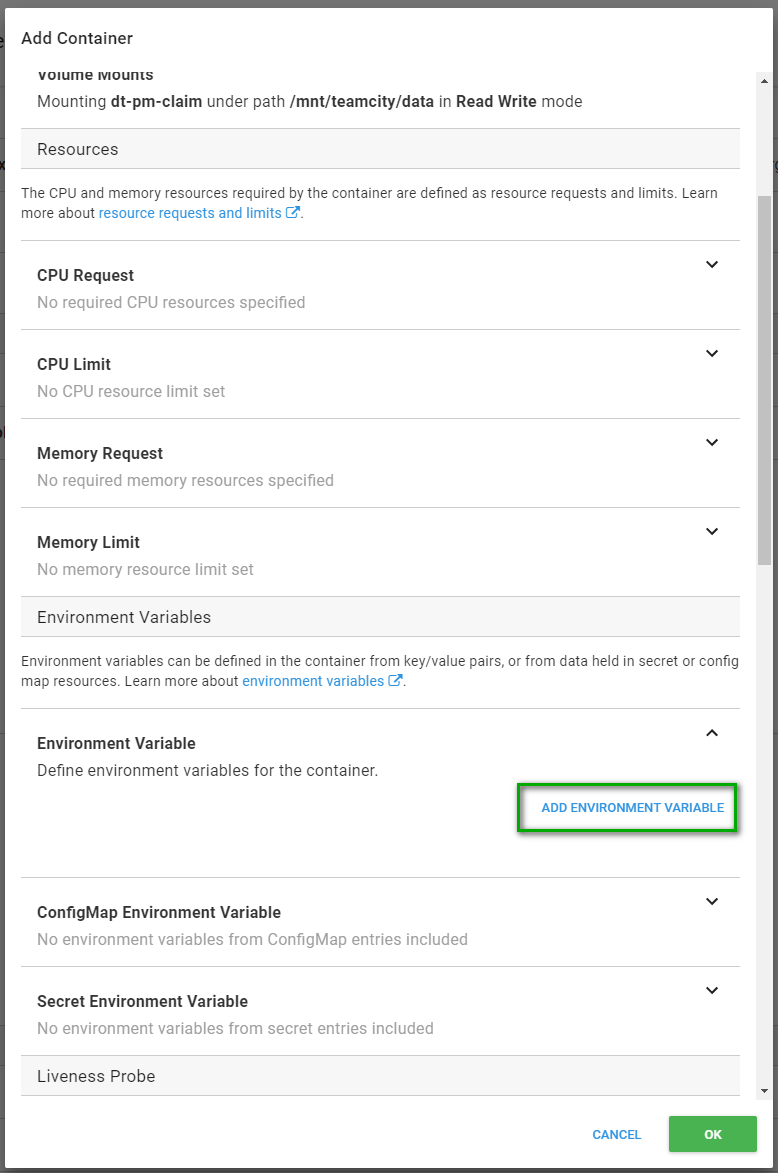 Add Container
Volume Mounts
Mounting dt-pm-claim under path /mnt/teamcity/data in Read Write mode
Resources
The CPU and memory resources required by the container are defined as resource requests and limits. Learn
more about resource requests and limits.
CPU Request
No required CPU resources specified
CPU Limit
No CPU resource limit set
Memory Request
No required memory resources specified
Memory Limit
No memory resource limit set
Environment Variables
Environment variables can be defined in the container from key/value pairs, or from data held in secret or config
map resources. Learn more about environment variables.
Environment Variable
Define environment variables for the container.
ADD ENVIRONMENT VARIABLE
ConfigMap Environment Variable
No environment variables from ConfigMap entries included
Secret Environment Variable
No environment variables from secret entries included
Liveness Probe
CANCEL
OK